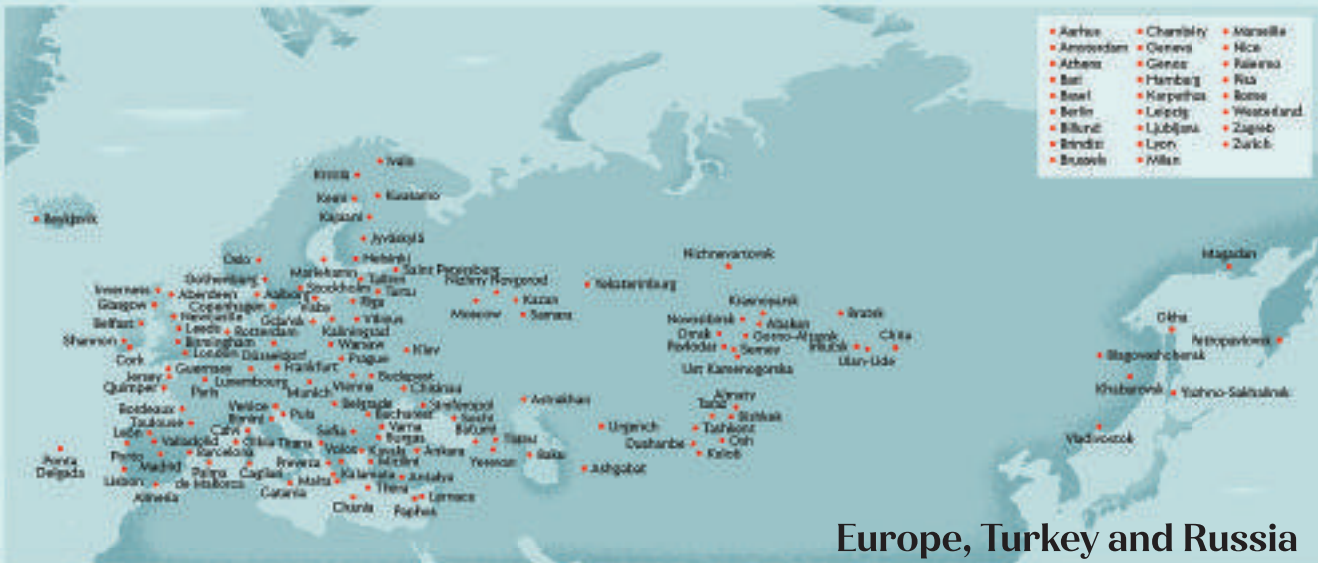 Aarhus
Amsterdam
Athens
Bari
Basel
Berlin
Billund
Brindisi
Brussels
Chambéry
Geneva
Genoa
Hamburg
Karpathos
Leipzig
Ljubljana
Lyon
Milan
Marseille
Nice
Palermo
Pisa
Rome
Westerland
Zagreb
Zurich
Ivalo
Kittilä
Kemi
Kuusamo
Kajaani
Reykjavik
Jyväskylä
Oslo
Helsinki
Mariehamn
Saint Petersburg
Gothenburg
Stockholm
Tallinn
Nizhny Novgorod
Yekaterinburg
Nizhnevartovsk
Magadan
Inverness
Aberdeen
Aalborg
Tartu
Glasgow
Copenhagen
Visby
Riga
Kazan
Krasnoyarsk
Belfast
Newcastle
Gdansk
Vilnius
Moscow
Samara
Novosibirsk
Abakan
Bratsk
Okha
Leeds
Rotterdam
Kaliningrad
Omsk
Gorno-Altaysk
Chita
Shannon
Birmingham
Warsaw
Pavlodar
Semey
Irkutsk
Petropavlovsk
Cork
London
Düsseldorf
Prague
Kiev
Ulan-Ude
Blagoveshchensk
Guernsey
Frankfurt
Ust Kamenogorsk
Jersey
Luxembourg
Budapest
Quimper
Paris
Munich
Vienna
Chisinau
Khabarovsk
Yuzhno-Sakhalinsk
Bordeaux
Venice
Belgrade
Simferopol
Astrakhan
Almaty
Taraz
Toulouse
Rimini
Pula
Bucharest
Sochi
Bishkek
León
Calvi
Sofia
Varna
Batumi
Urgench
Tashkent
Vladivostok
Valladolid
Olbia
Tirana
Burgas
Tbilisi
Dushanbe
Osh
Porto
Barcelona
Volos
Kavala
Ankara
Yerevan
Baku
Kulob
Ponta
Delgada
Madrid
Palma
de Mallorca
Cagliari
Preveza
Mitilini
Ashgabat
Lisbon
Malta
Kalamata
Antalya
Almería
Catania
Thira
Larnaca
Chania
Paphos
Europe, Turkey and Russia